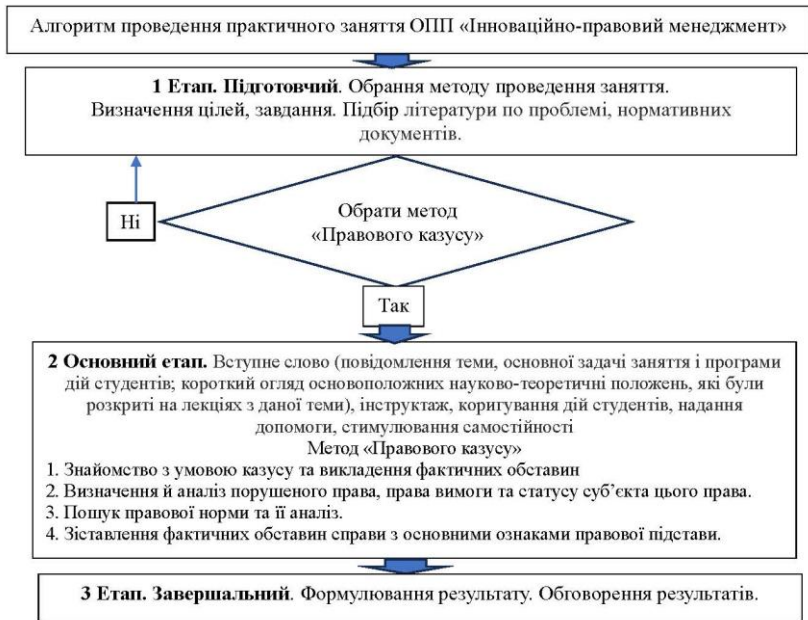 Алгоритм проведення практичного заняття ОПП «Інноваційно-правовий менеджмент»
1 Етап. Підготовчий. Обрання методу проведення заняття.
Визначення цілей, завдання. Підбір літератури по проблемі, нормативних
документів.
Ні
Обрати метод
«Правового казусу»
Так
2 Основний етап. Вступне слово (повідомлення теми, основної задачі заняття і програми
дій студентів; короткий огляд основоположних науково-теоретичні положень, які були
розкриті на лекціях з даної теми), інструктаж, коригування дій студентів, надання
допомоги, стимулювання самостійності
Метод «Правового казусу»
1. Знайомство з умовою казусу та викладення фактичних обставин
2. Визначення й аналіз порушеного права, права вимоги та статусу суб’єкта цього права.
3. Пошук правової норми та її аналіз.
4. Зіставлення фактичних обставин справи з основними ознаками правової підстави.
3 Етап. Завершальний. Формулювання результату. Обговорення результатів.